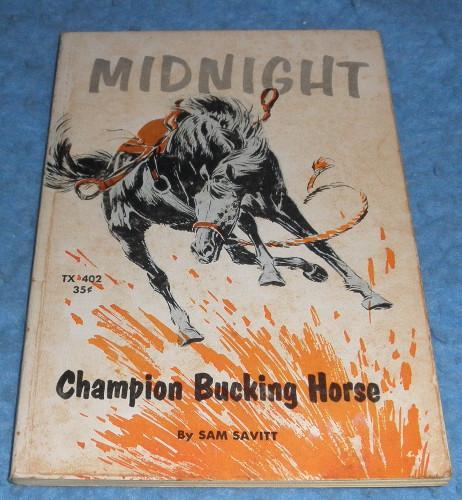 MIDNIGHT
TX 402
35¢
Champion Bucking Horse
By SAM SAVITT